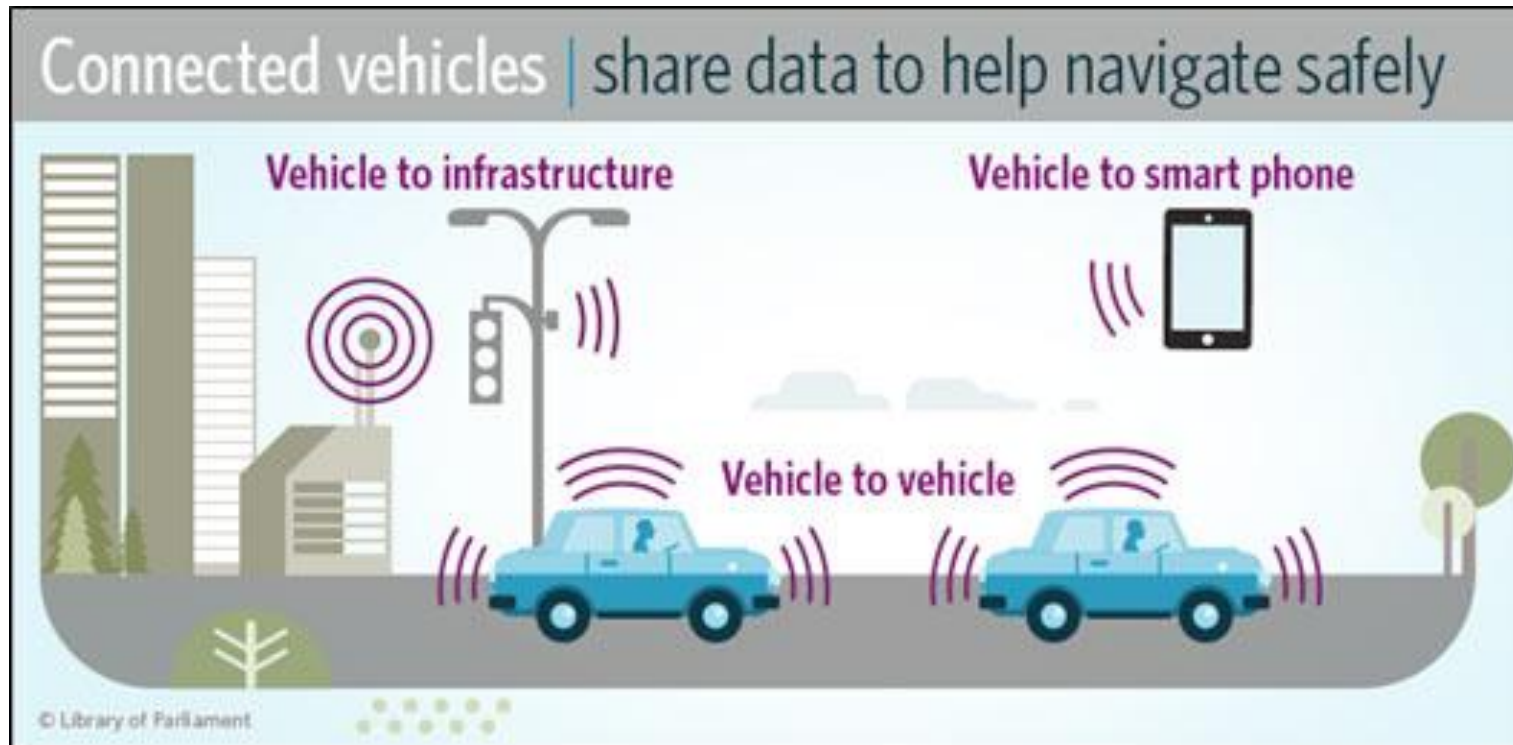 Connected vehicles | share data to help navigate safely
Vehicle to infrastructure
Vehicle to smart phone
Vehicle to vehicle
© Library of Parliament